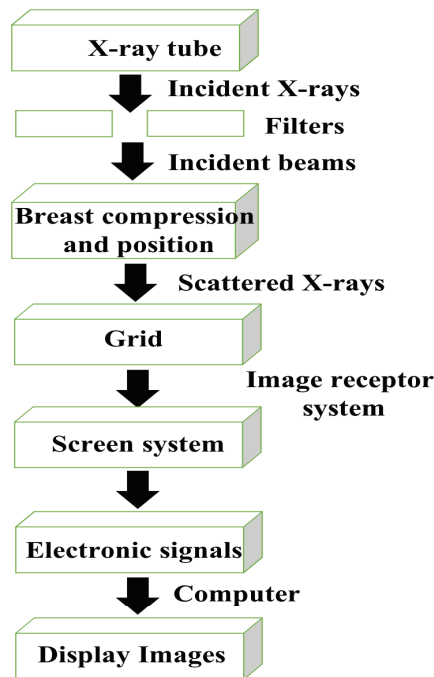 X-ray tube
Incident X-rays
Filters
Incident beams
Breast compression
and position
Scattered X-rays
Grid
Image receptor
system
Screen system
Electronic signals
Computer
Display Images